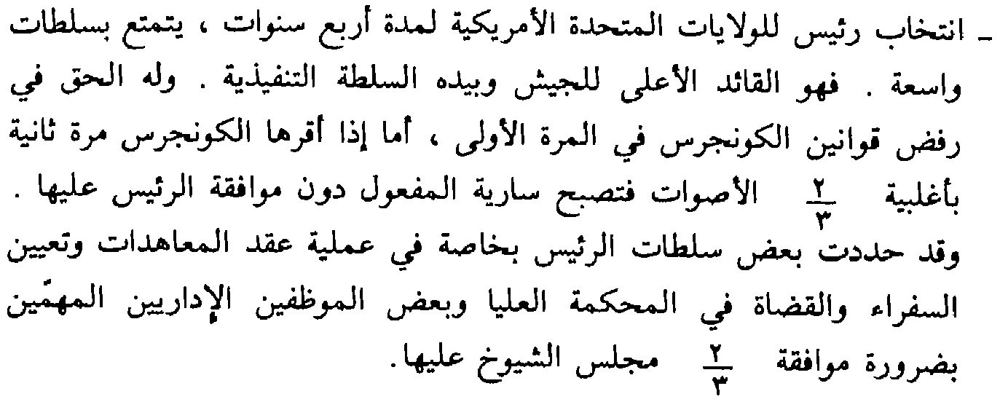 - انتخاب رئيس للولايات المتحدة الأمريكية لمدة أربع سنوات ، يتمتع بسلطات
واسعة . فهو القائد الأعلى للجيش وبيده السلطة التنفيذية . وله الحق في
رفض قوانين الكونجرس في المرة الأولى ، أما إذا أقرها الكونجرس مرة ثانية
بأغلبية ٢/٣ الأصوات فتصبح سارية المفعول دون موافقة الرئيس عليها .
وقد حددت بعض سلطات الرئيس بخاصة في عملية عقد المعاهدات وتعيين
السفراء والقضاة في المحكمة العليا وبعض الموظفين الإداريين المهمّين
بضرورة موافقة ٢/٣ مجلس الشيوخ عليها.